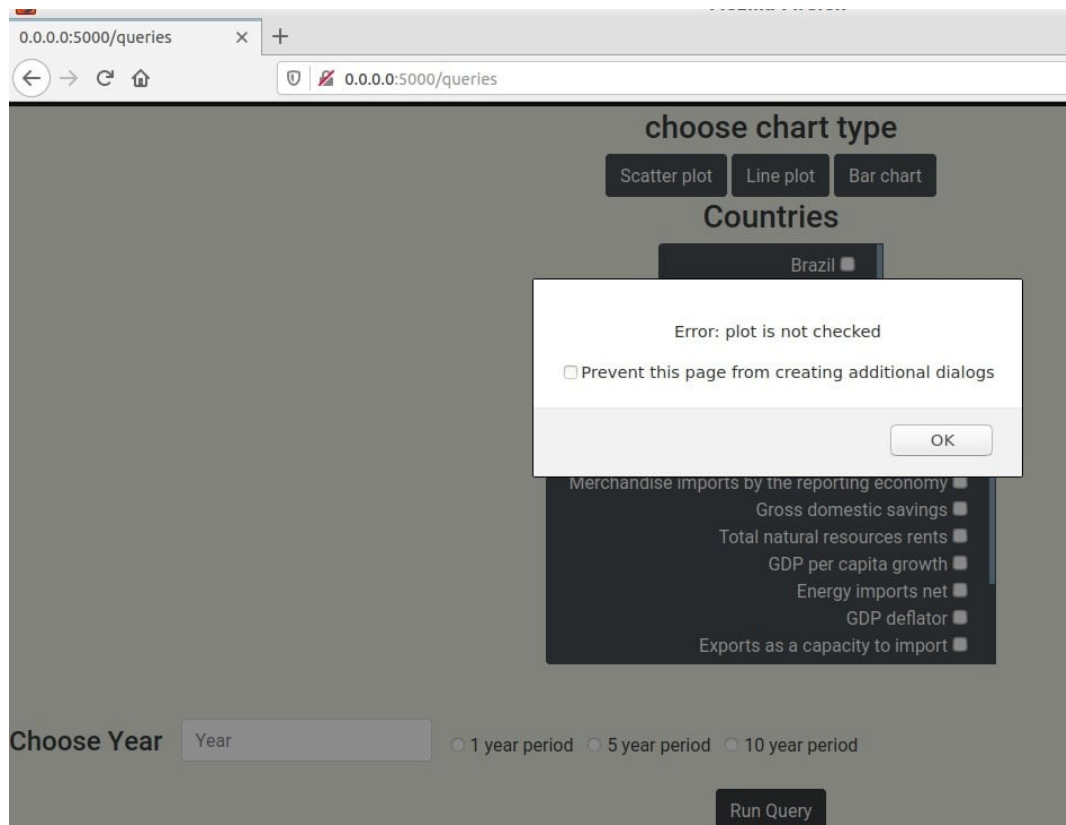 0.0.0.0:5000/queries
0.0.0.0:5000/queries
choose chart type
Scatter plot Line plot Bar chart
Countries
Brazil
Error: plot is not checked
Prevent this page from creating additional dialogs
OK
Merchandise imports by the reporting economy
Gross domestic savings
Total natural resources rents
GDP per capita growth
Energy imports net
GDP deflator
Exports as a capacity to import
Choose Year Year 1 year period 5 year period 10 year period
Run Query